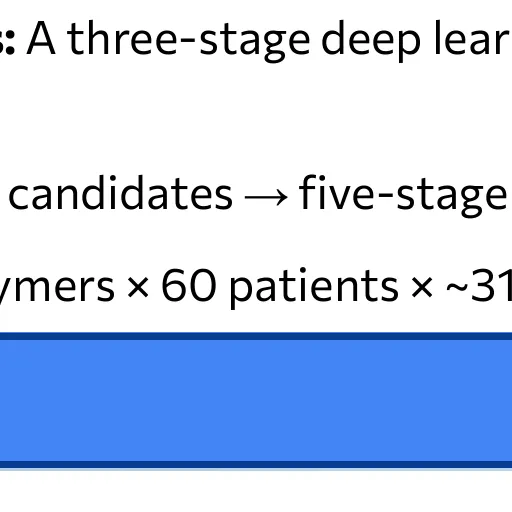 : A three-stage deep lear
candidates → five-stage
ymers × 60 patients × ~31